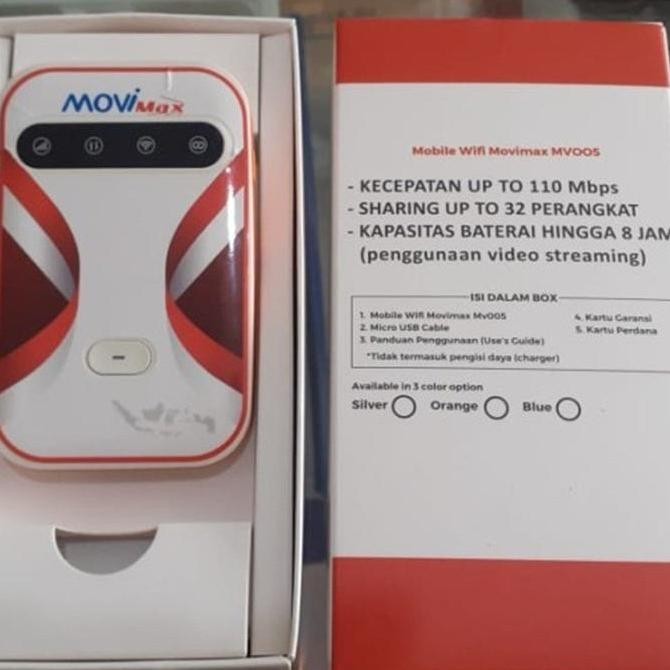 MOVi Max
Mobile Wifi Movimax MV005
- KECEPATAN UP TO 110 Mbps
- SHARING UP TO 32 PERANGKAT
- KAPASITAS BATERAI HINGGA 8 JAM
(penggunaan video streaming)
ISI DALAM BOX
1. Mobile Wifi Movimax Mv005
2. Micro USB Cable
3. Panduan Penggunaan (Use's Guide)
4. Kartu Garansi
5. Kartu Perdana
*Tidak termasuk pengisi daya (charger)
Available in 3 color option
Silver Orange Blue